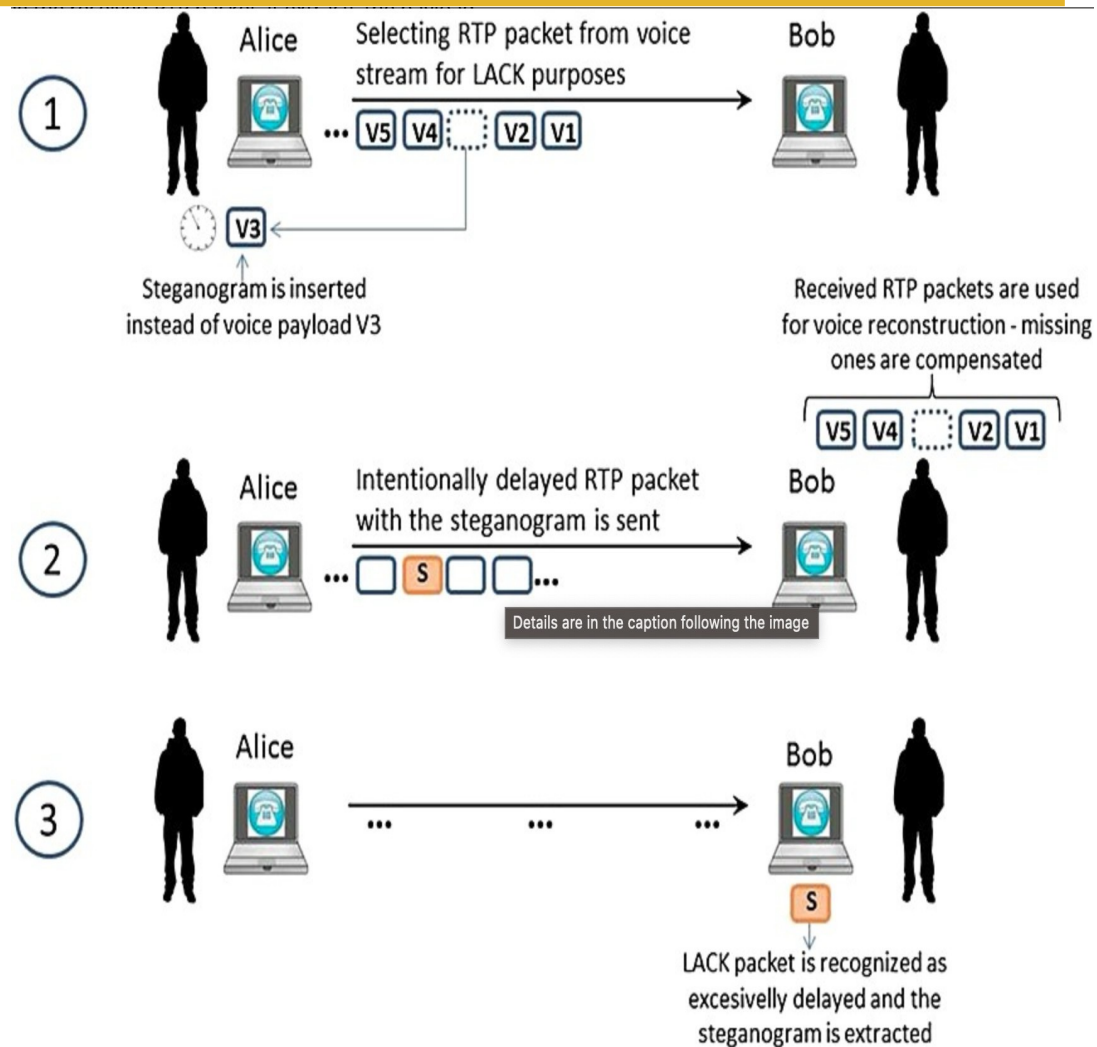 1
Alice
Selecting RTP packet from voice
stream for LACK purposes
Bob
... V5 V4 V2 V1
V3
Steganogram is inserted
instead of voice payload V3
Received RTP packets are used
for voice reconstruction - missing
ones are compensated
V5 V4 V2 V1
2
Alice
Intentionally delayed RTP packet
with the steganogram is sent
Bob
... S ...
Details are in the caption following the image
3
Alice
Bob
... ... ...
S
LACK packet is recognized as
excesivelly delayed and the
steganogram is extracted